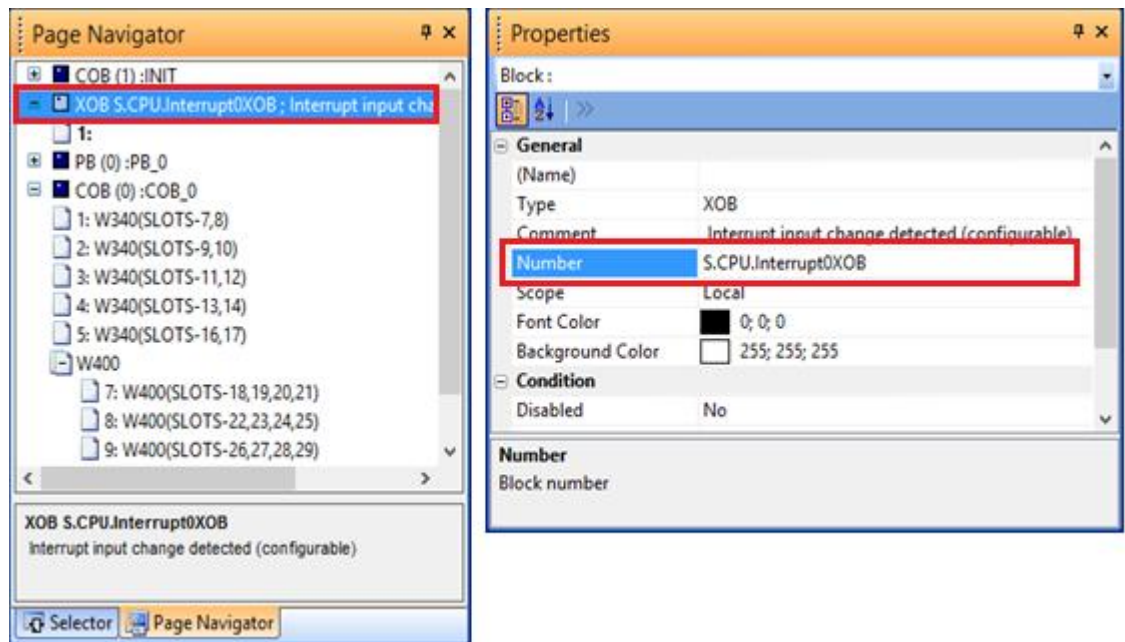 Page Navigator
COB (1) :INIT
XOB S.CPU.Interrupt0XOB ; Interrupt input cha
1:
PB (0) :PB_0
COB (0) :COB_0
1: W340(SLOTS-7,8)
2: W340(SLOTS-9,10)
3: W340(SLOTS-11,12)
4: W340(SLOTS-13,14)
5: W340(SLOTS-16,17)
W400
7: W400(SLOTS-18,19,20,21)
8: W400(SLOTS-22,23,24,25)
9: W400(SLOTS-26,27,28,29)
XOB S.CPU.Interrupt0XOB
Interrupt input change detected (configurable)
Selector Page Navigator
Properties
Block :
General
(Name)
Type XOB
Comment Interrupt input change detected (configurable)
Number S.CPU.Interrupt0XOB
Scope Local
Font Color 0; 0; 0
Background Color 255; 255; 255
Condition
Disabled No
Number
Block number